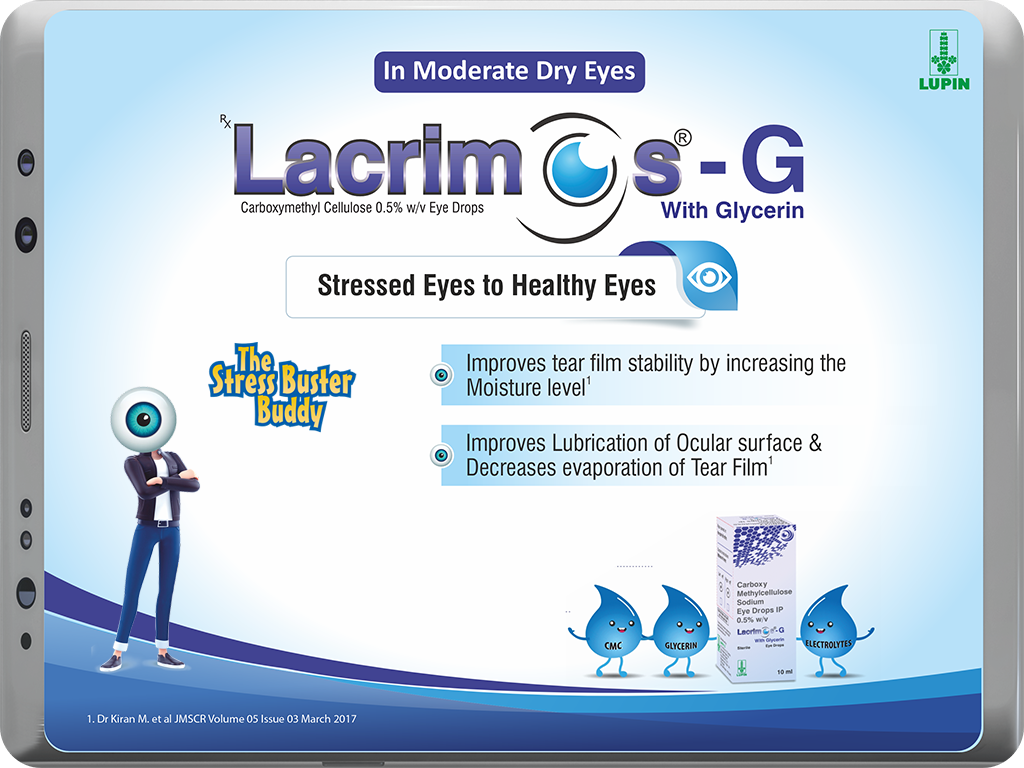 In Moderate Dry Eyes
LUPIN
Rx
Lacrimos® - G
Carboxymethyl Cellulose 0.5% w/v Eye Drops
With Glycerin
Stressed Eyes to Healthy Eyes
The
Stress Buster
Buddy
Improves tear film stability by increasing the
Moisture level¹
Improves Lubrication of Ocular surface &
Decreases evaporation of Tear Film¹
CMC
GLYCERIN
Carboxy
Methylcellulose
Sodium
Eye Drops IP
0.5% w/v
Lacrimos®-G
With Glycerin
Sterile Eye Drops
10 ml
ELECTROLYTES
1. Dr Kiran M. et al JMSCR Volume 05 Issue 03 March 2017